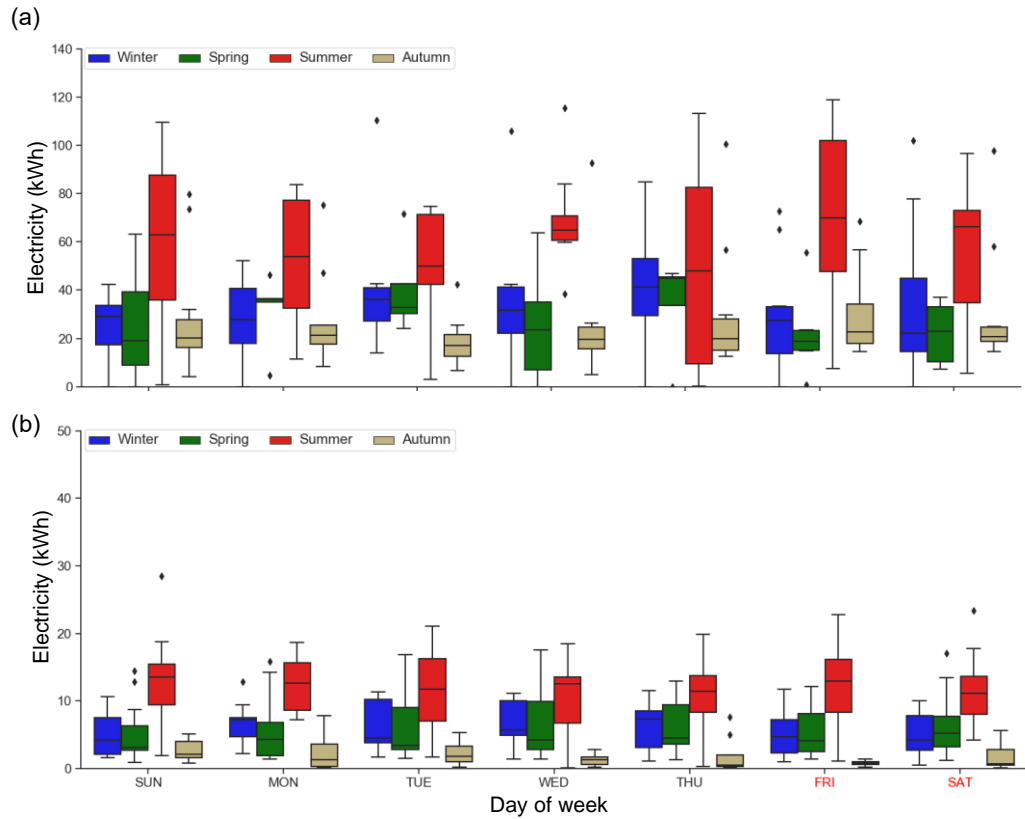 (a)
140
Winter Spring Summer Autumn
120
100
80
60
40
20
0
Electricity (kWh)
(b)
50
Winter Spring Summer Autumn
40
30
20
10
0
Electricity (kWh)
SUN MON TUE WED THU FRI SAT
Day of week